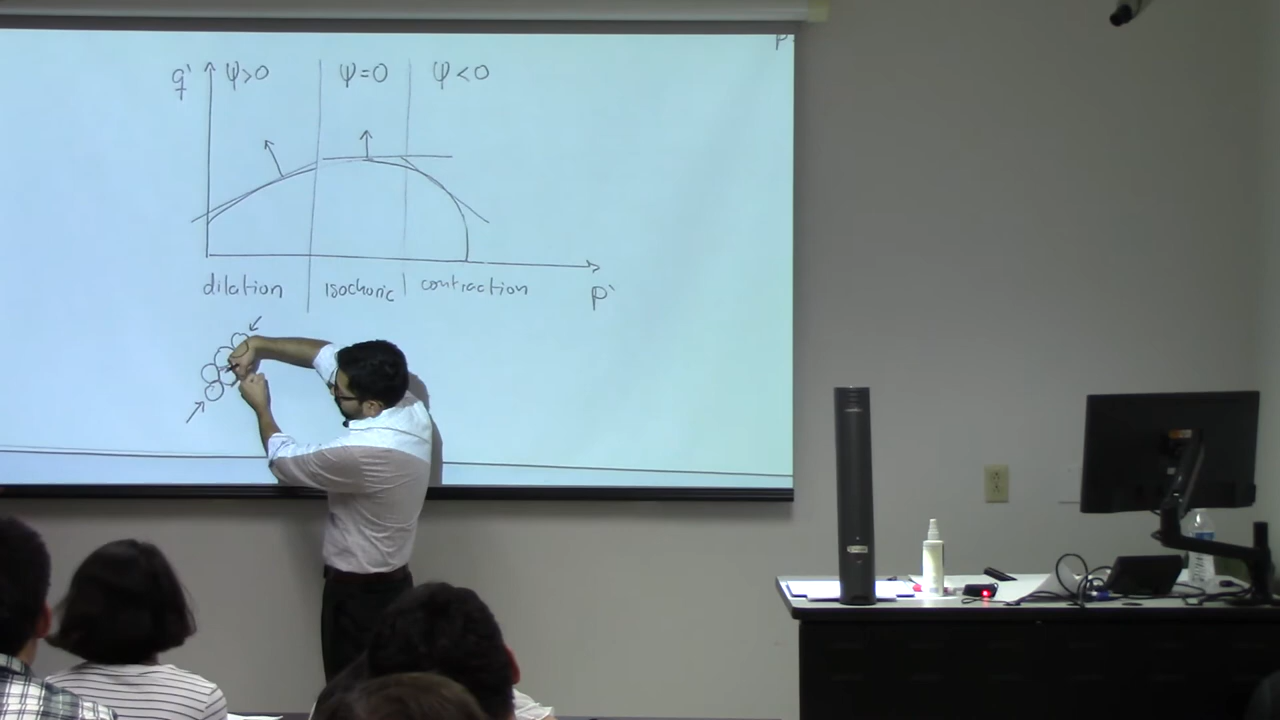 q' ψ>0 ψ=0 ψ<0
dilation isochoric contraction
p'